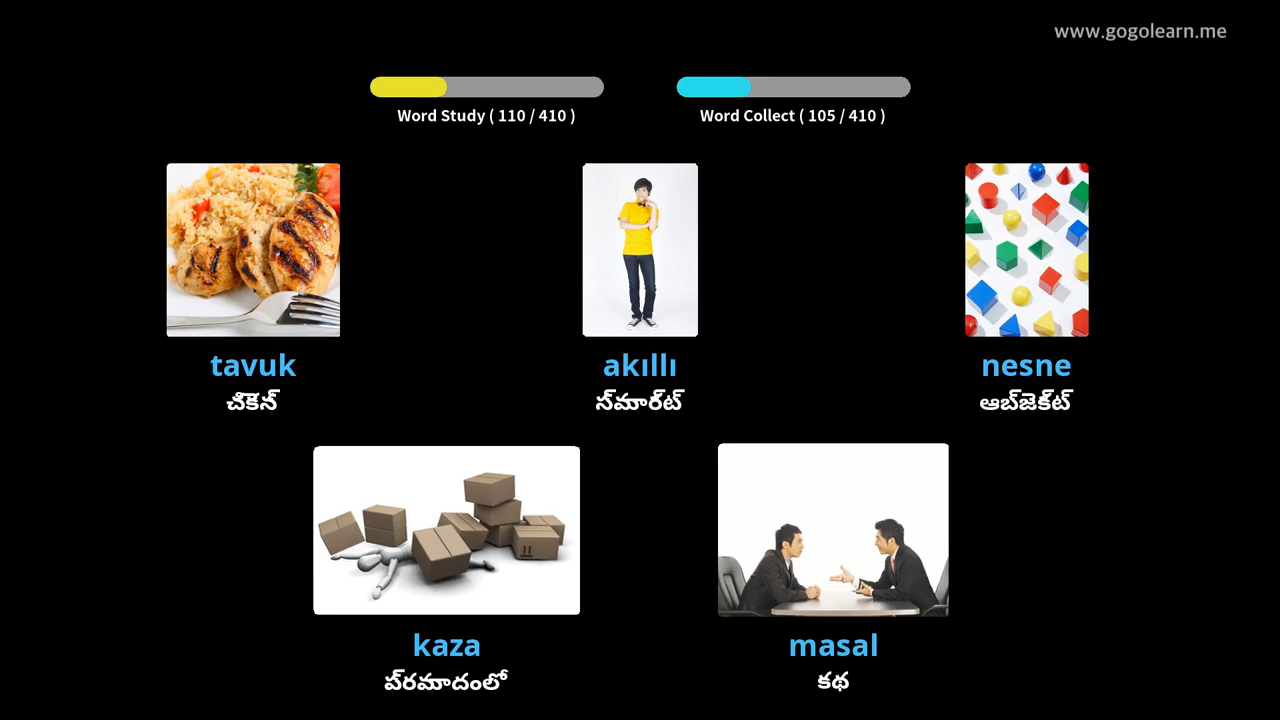 www.gogolearn.me
Word Study ( 110 / 410 )
Word Collect ( 105 / 410 )
tavuk
చికెన్
akıllı
స్మార్ట్
nesne
ఆబ్జెక్ట్
kaza
ప్రమాదంలో
masal
కథ